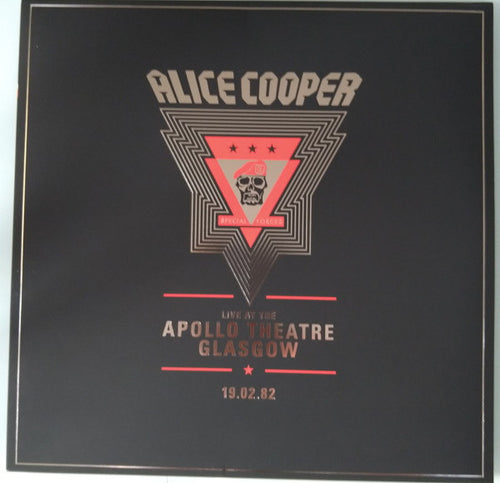 ALICE COOPER
SPECIAL FORCES
LIVE AT THE
APOLLO THEATRE
GLASGOW
19.02.82